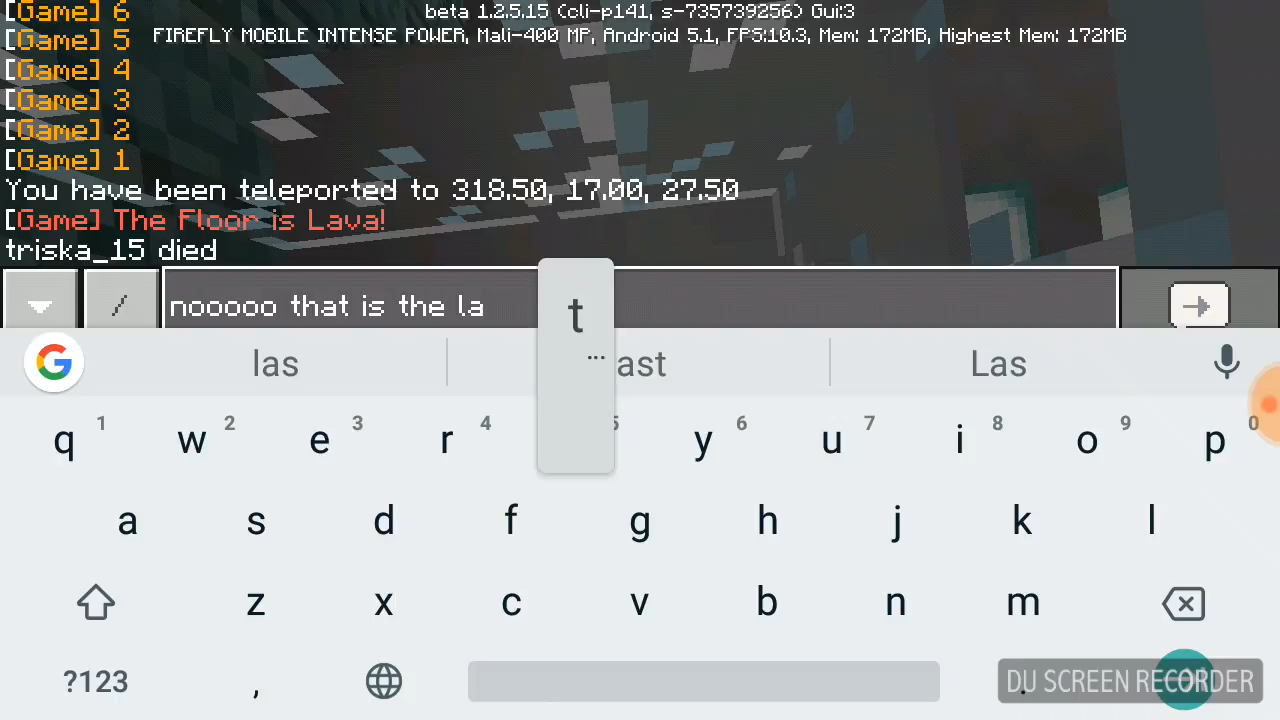 [Game] 6
beta 1.2.5.15 (cli-p141, s-735739256) Gui:3
[Game] 5
FIREFLY MOBILE INTENSE POWER, Mali-400 MP, Android 5.1, FPS:10.3, Mem: 172MB, Highest Mem: 172MB
[Game] 4
[Game] 3
[Game] 2
[Game] 1
You have been teleported to 318.50, 17.00, 27.50
[Game] The Floor is Lava!
triska_15 died
/ nooooo that is the la
t
...
las ast Las
1 2 3 4 5 6 7 8 9 0
q w e r y u i o p
a s d f g h j k l
z x c v b n m
?123 , .
DU SCREEN RECORDER